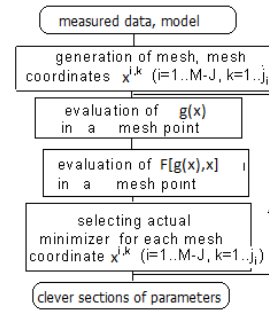 measured data, model
generation of mesh, mesh
coordinates x^i,k (i=1..M-J, k=1..j_i
evaluation of g(x)
in a mesh point
evaluation of F[g(x),x]
in a mesh point
selecting actual
minimizer for each mesh
coordinate x^i,k (i=1..M-J, k=1..j_i)
clever sections of parameters